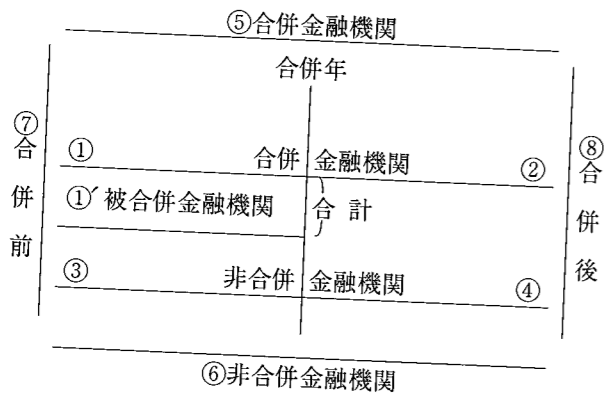 ⑤合併金融機関
合併年
⑦合併前
① 合併 金融機関 ②
①′被合併金融機関
合計
③ 非合併 金融機関 ④
⑧合併後
⑥非合併金融機関